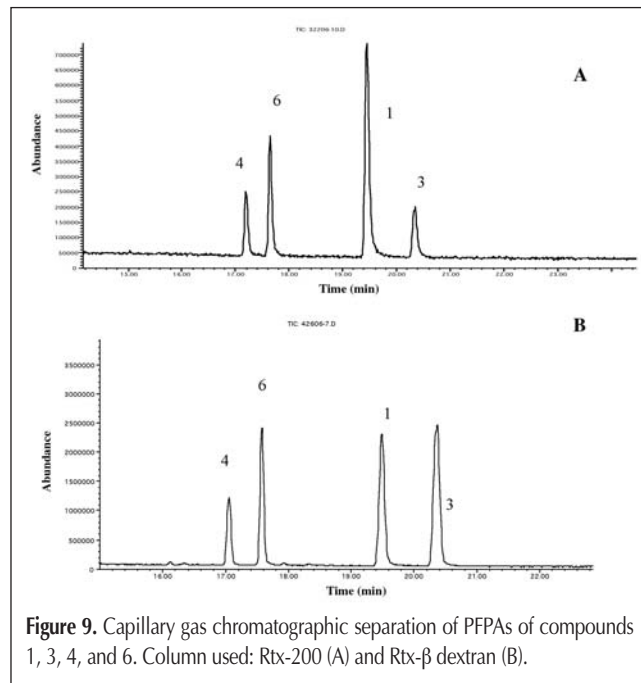 TIC: 32206-10.D
A
Abundance
700000
650000
600000
550000
500000
450000
400000
350000
300000
250000
200000
150000
100000
50000
0
4
6
1
3
15.00 16.00 17.00 18.00 19.00 20.00 21.00 22.00 23.00
Time (min)
TIC: 42606-7.D
B
Abundance
3500000
3000000
2500000
2000000
1500000
1000000
500000
0
4
6
1
3
16.00 17.00 18.00 19.00 20.00 21.00 22.00
Time (min)
Figure 9. Capillary gas chromatographic separation of PFPAs of compounds
1, 3, 4, and 6. Column used: Rtx-200 (A) and Rtx-β dextran (B).